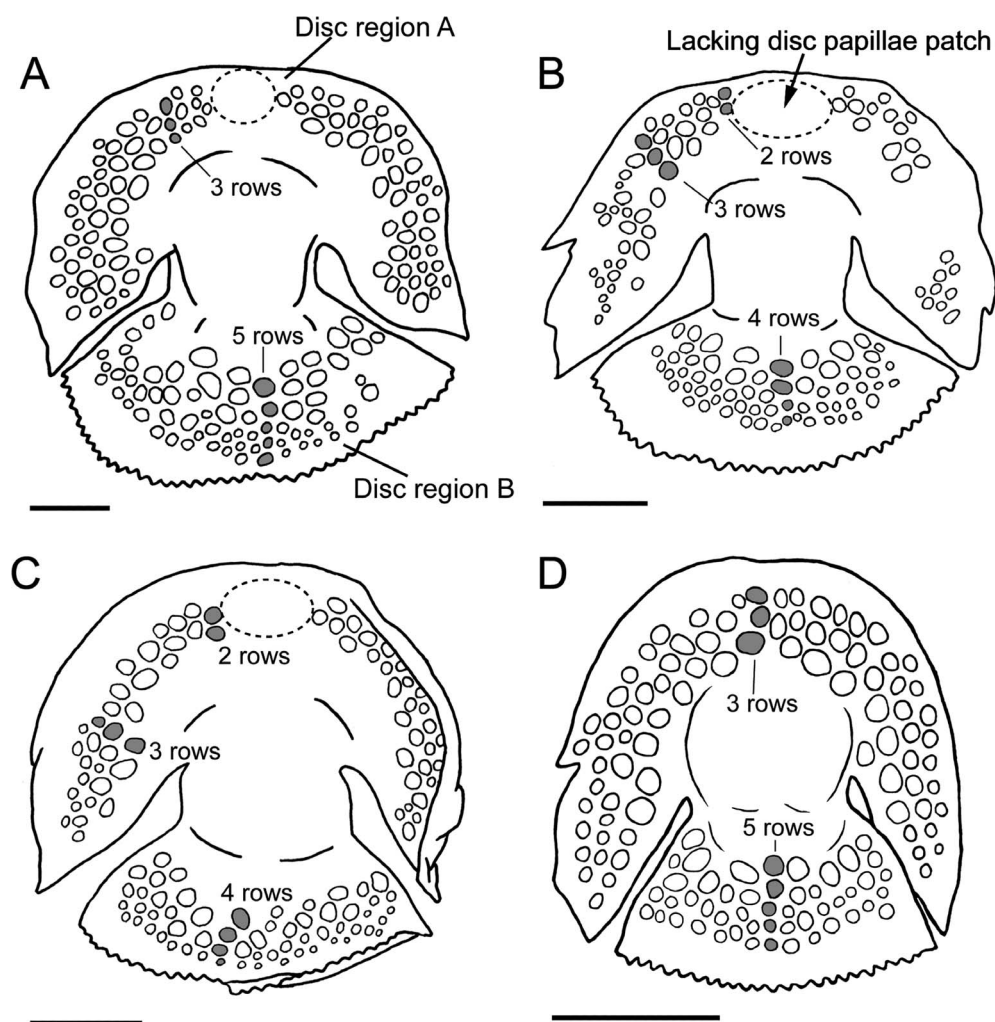 Disc region A
Lacking disc papillae patch
A
B
3 rows
2 rows
3 rows
5 rows
4 rows
Disc region B
C
D
2 rows
3 rows
3 rows
5 rows
4 rows